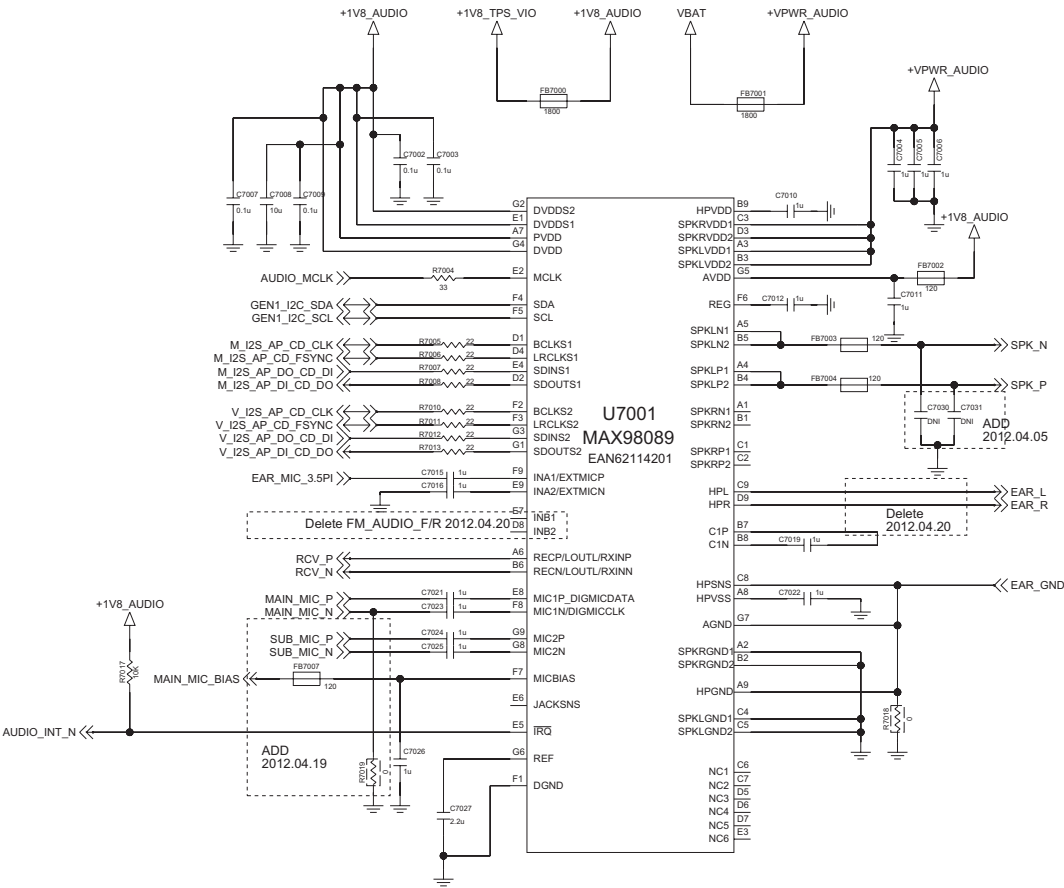 +1V8_AUDIO
+1V8_TPS_VIO
+1V8_AUDIO
VBAT
+VPWR_AUDIO
FB7000
1800
FB7001
1800
+VPWR_AUDIO
C7004
1u
C7005
1u
C7006
1u
C7002
0.1u
C7003
0.1u
C7007
0.1u
C7008
10u
C7009
0.1u
G2 DVDDS2
E1 DVDDS1
A7 PVDD
G4 DVDD
AUDIO_MCLK R7004 33 E2 MCLK
GEN1_I2C_SDA F4 SDA
GEN1_I2C_SCL F5 SCL
M_I2S_AP_CD_CLK R7005 22 D1 BCLKS1
M_I2S_AP_CD_FSYNC R7006 22 D4 LRCLKS1
M_I2S_AP_DO_CD_DI R7007 22 E4 SDINS1
M_I2S_AP_DI_CD_DO R7008 22 D2 SDOUTS1
V_I2S_AP_CD_CLK R7010 22 F2 BCLKS2
V_I2S_AP_CD_FSYNC R7011 22 F3 LRCLKS2
V_I2S_AP_DO_CD_DI R7012 22 G3 SDINS2
V_I2S_AP_DI_CD_DO R7013 22 G1 SDOUTS2
EAR_MIC_3.5PI C7015 1u F9 INA1/EXTMICP
C7016 1u E9 INA2/EXTMICN
E7 INB1
Delete FM_AUDIO_F/R 2012.04.20
D8 INB2
RCV_P A6 RECP/LOUTL/RXINP
RCV_N B6 RECN/LOUTL/RXINN
MAIN_MIC_P C7021 1u E8 MIC1P_DIGMICDATA
MAIN_MIC_N C7023 1u F8 MIC1N/DIGMICCLK
+1V8_AUDIO
SUB_MIC_P C7024 1u G9 MIC2P
SUB_MIC_N C7025 1u G8 MIC2N
R7017
10K
MAIN_MIC_BIAS FB7007 120 F7 MICBIAS
E6 JACKSNS
AUDIO_INT_N E5 IRQ
ADD
2012.04.19
R7019
0
C7026
1u
G6 REF
F1 DGND
C7027
2.2u
U7001
MAX98089
EAN62114201
HPVDD B9 C7010 1u
SPKRVDD1 C3
SPKRVDD2 D3
SPKLVDD1 A3
SPKLVDD2 B3
+1V8_AUDIO
AVDD G5 FB7002 120
C7011
1u
REG F6 C7012 1u
SPKLN1 A5
SPKLN2 B5 FB7003 120 SPK_N
SPKLP1 A4
SPKLP2 B4 FB7004 120 SPK_P
C7030
DNI
C7031
DNI
ADD
2012.04.05
SPKRN1 A1
SPKRN2 B1
SPKRP1 C1
SPKRP2 C2
HPL C9 EAR_L
HPR D9 EAR_R
Delete
2012.04.20
C1P B7
C1N B8 C7019 1u
HPSNS C8 EAR_GND
HPVSS A8 C7022 1u
AGND G7
SPKRGND1 A2
SPKRGND2 B2
HPGND A9
R7018
0
SPKLGND1 C4
SPKLGND2 C5
NC1 C6
NC2 C7
NC3 D5
NC4 D6
NC5 D7
NC6 E3